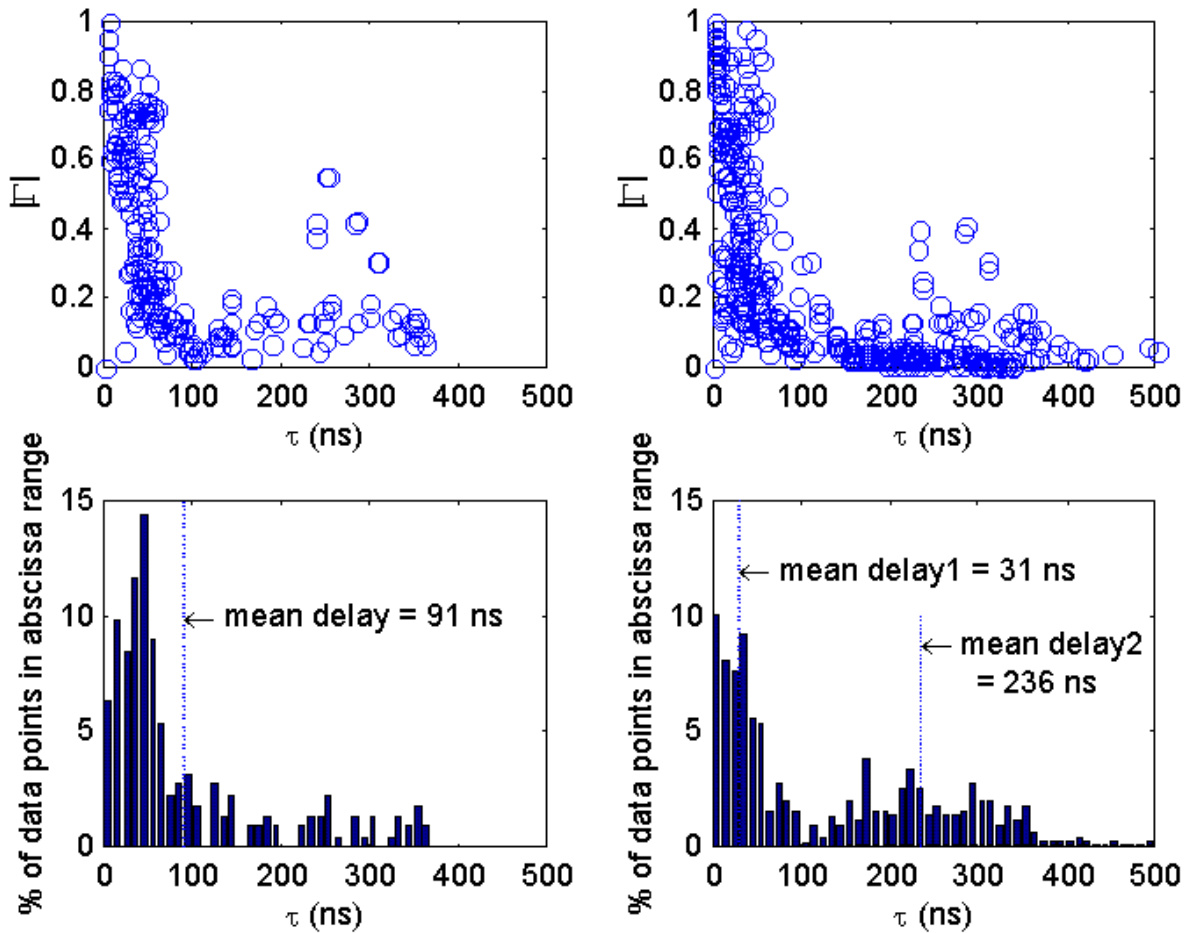 1
0.8
0.6
0.4
0.2
0
|Γ|
0 100 200 300 400 500
τ (ns)
1
0.8
0.6
0.4
0.2
0
|Γ|
0 100 200 300 400 500
τ (ns)
% of data points in abscissa range
15
10
5
0
mean delay = 91 ns
0 100 200 300 400 500
τ (ns)
% of data points in abscissa range
15
10
5
0
mean delay1 = 31 ns
mean delay2
= 236 ns
0 100 200 300 400 500
τ (ns)